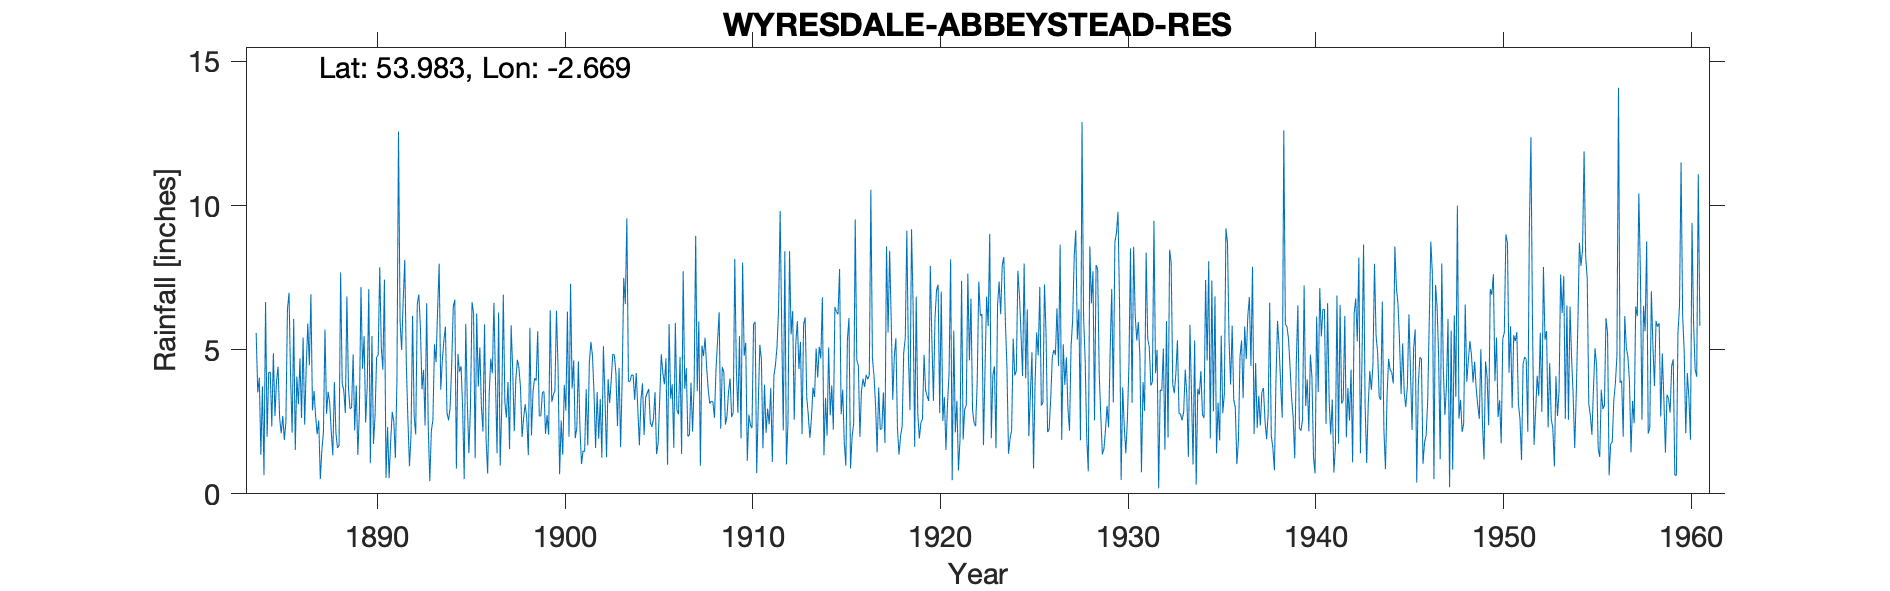 WYRESDALE-ABBEYSTEAD-RES
Lat: 53.983, Lon: -2.669
15
10
5
0
Rainfall [inches]
1890 1900 1910 1920 1930 1940 1950 1960
Year